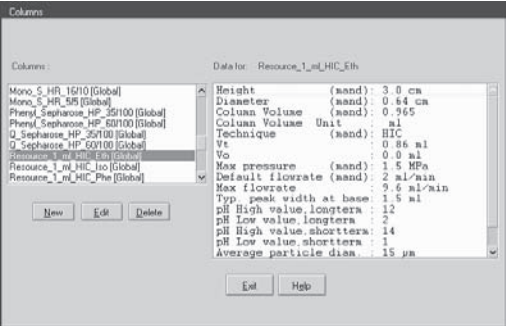 Columns
Columns :
Mono_S_HR_16/10 [Global]
Mono_S_HR_5/5 [Global]
Phenyl_Sepharose_HP_35/100 [Global]
Phenyl_Sepharose_HP_60/100 [Global]
Q_Sepharose_HP_35/100 [Global]
Q_Sepharose_HP_60/100 [Global]
Resource_1_ml_HIC_Eth [Global]
Resource_1_ml_HIC_Iso [Global]
Resource_1_ml_HIC_Phe [Global]
New Edit Delete
Data for: Resource_1_ml_HIC_Eth
Height (mand): 3.0 cm
Diameter (mand): 0.64 cm
Column Volume (mand): 0.965
Column Volume Unit : ml
Technique (mand): HIC
Vt : 0.86 ml
Vo : 0.0 ml
Max pressure (mand): 1.5 MPa
Default flowrate (mand): 2 ml/min
Max flowrate : 9.6 ml/min
Typ. peak width at base: 1.5 ml
pH High value,longterm : 12
pH Low value,longterm : 2
pH High value,shortterm : 14
pH Low value,shortterm : 1
Average particle diam. : 15 µm
Exit Help